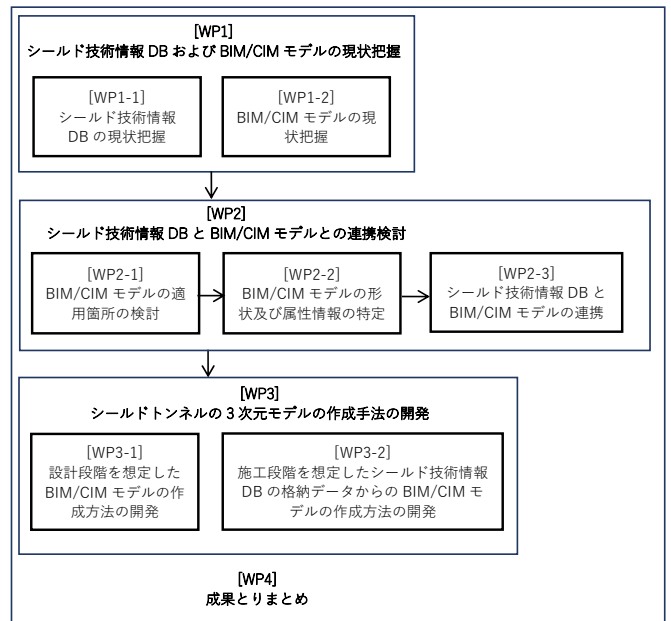 [WP1]
シールド技術情報 DB および BIM/CIM モデルの現状把握
[WP1-1]
シールド技術情報
DB の現状把握
[WP1-2]
BIM/CIM モデルの現
状把握
[WP2]
シールド技術情報 DB と BIM/CIM モデルとの連携検討
[WP2-1]
BIM/CIM モデルの適
用箇所の検討
[WP2-2]
BIM/CIM モデルの形
状及び属性情報の特定
[WP2-3]
シールド技術情報 DB と
BIM/CIM モデルの連携
[WP3]
シールドトンネルの 3 次元モデルの作成手法の開発
[WP3-1]
設計段階を想定した
BIM/CIM モデルの作
成方法の開発
[WP3-2]
施工段階を想定したシールド技術情報
DB の格納データからの BIM/CIM モ
デルの作成方法の開発
[WP4]
成果とりまとめ